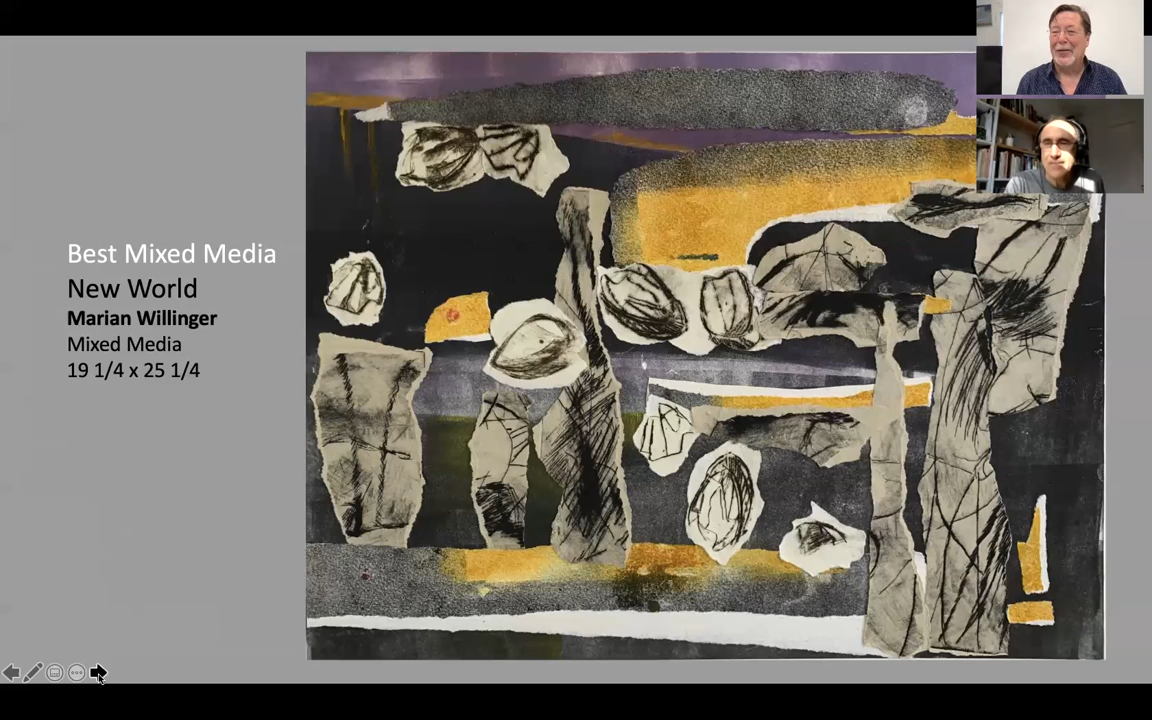 Best Mixed Media
New World
Marian Willinger
Mixed Media
19 1/4 x 25 1/4